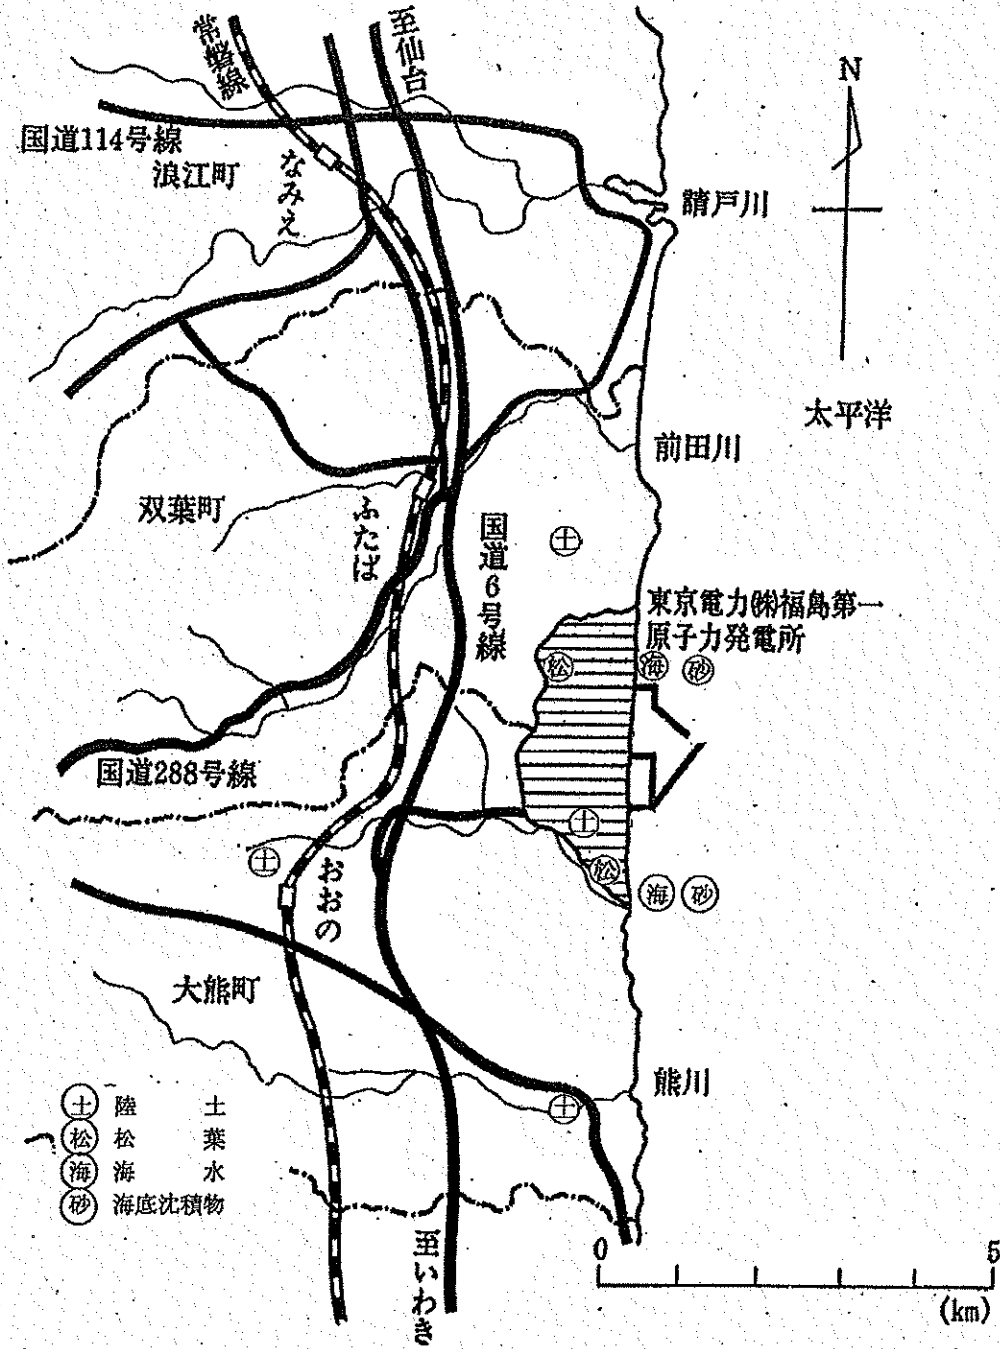 常磐線
至仙台
N
国道114号線
浪江町
なみえ
請戸川
太平洋
前田川
双葉町
ふたば
国道6号線
土
東京電力㈱福島第一
原子力発電所
松
海 砂
国道288号線
土
土
おおの
松
海 砂
大熊町
熊川
土
土 陸土
松 松葉
海 海水
砂 海底沈積物
至いわき
0 5
(km)